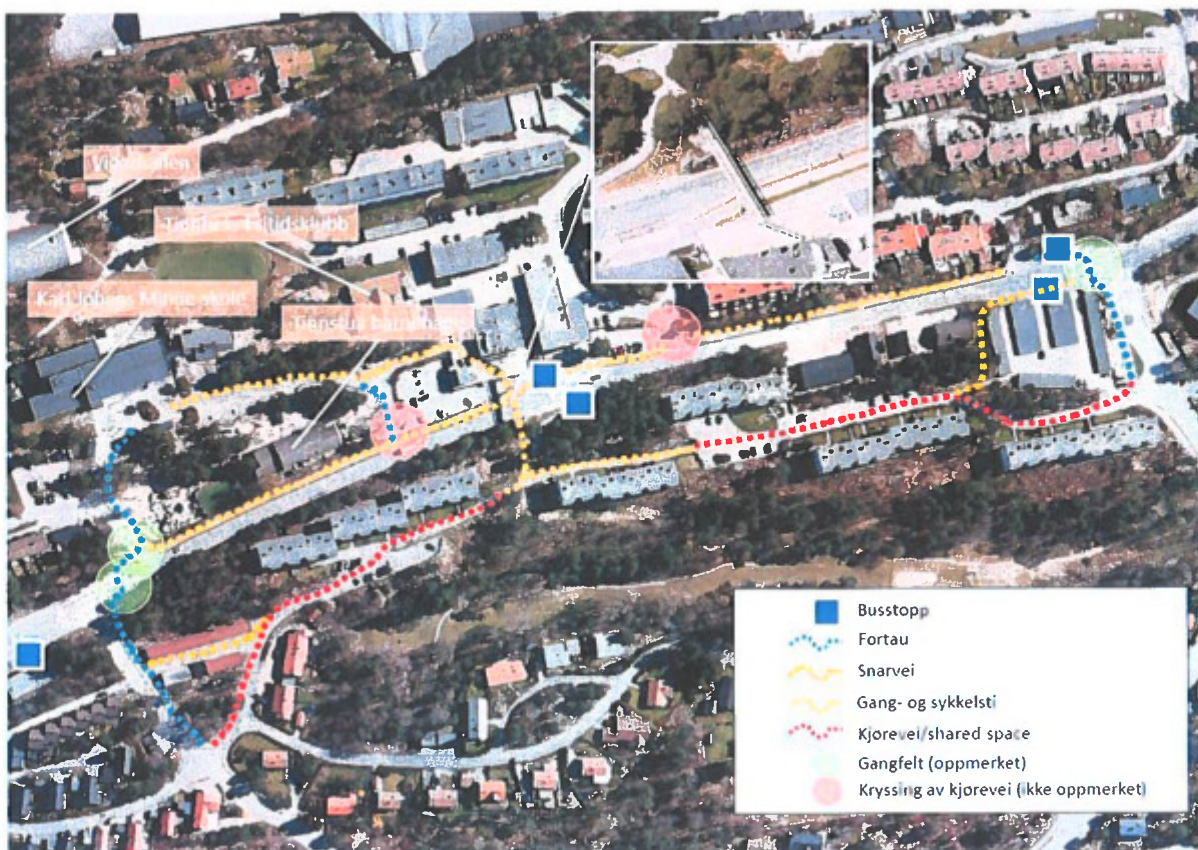 Karl Johans Minne skole
Busstopp
Fortau
Snarvei
Gang- og sykkelsti
Kjørevei/shared space
Gangfelt (oppmerket)
Kryssing av kjørevei (ikke oppmerket)